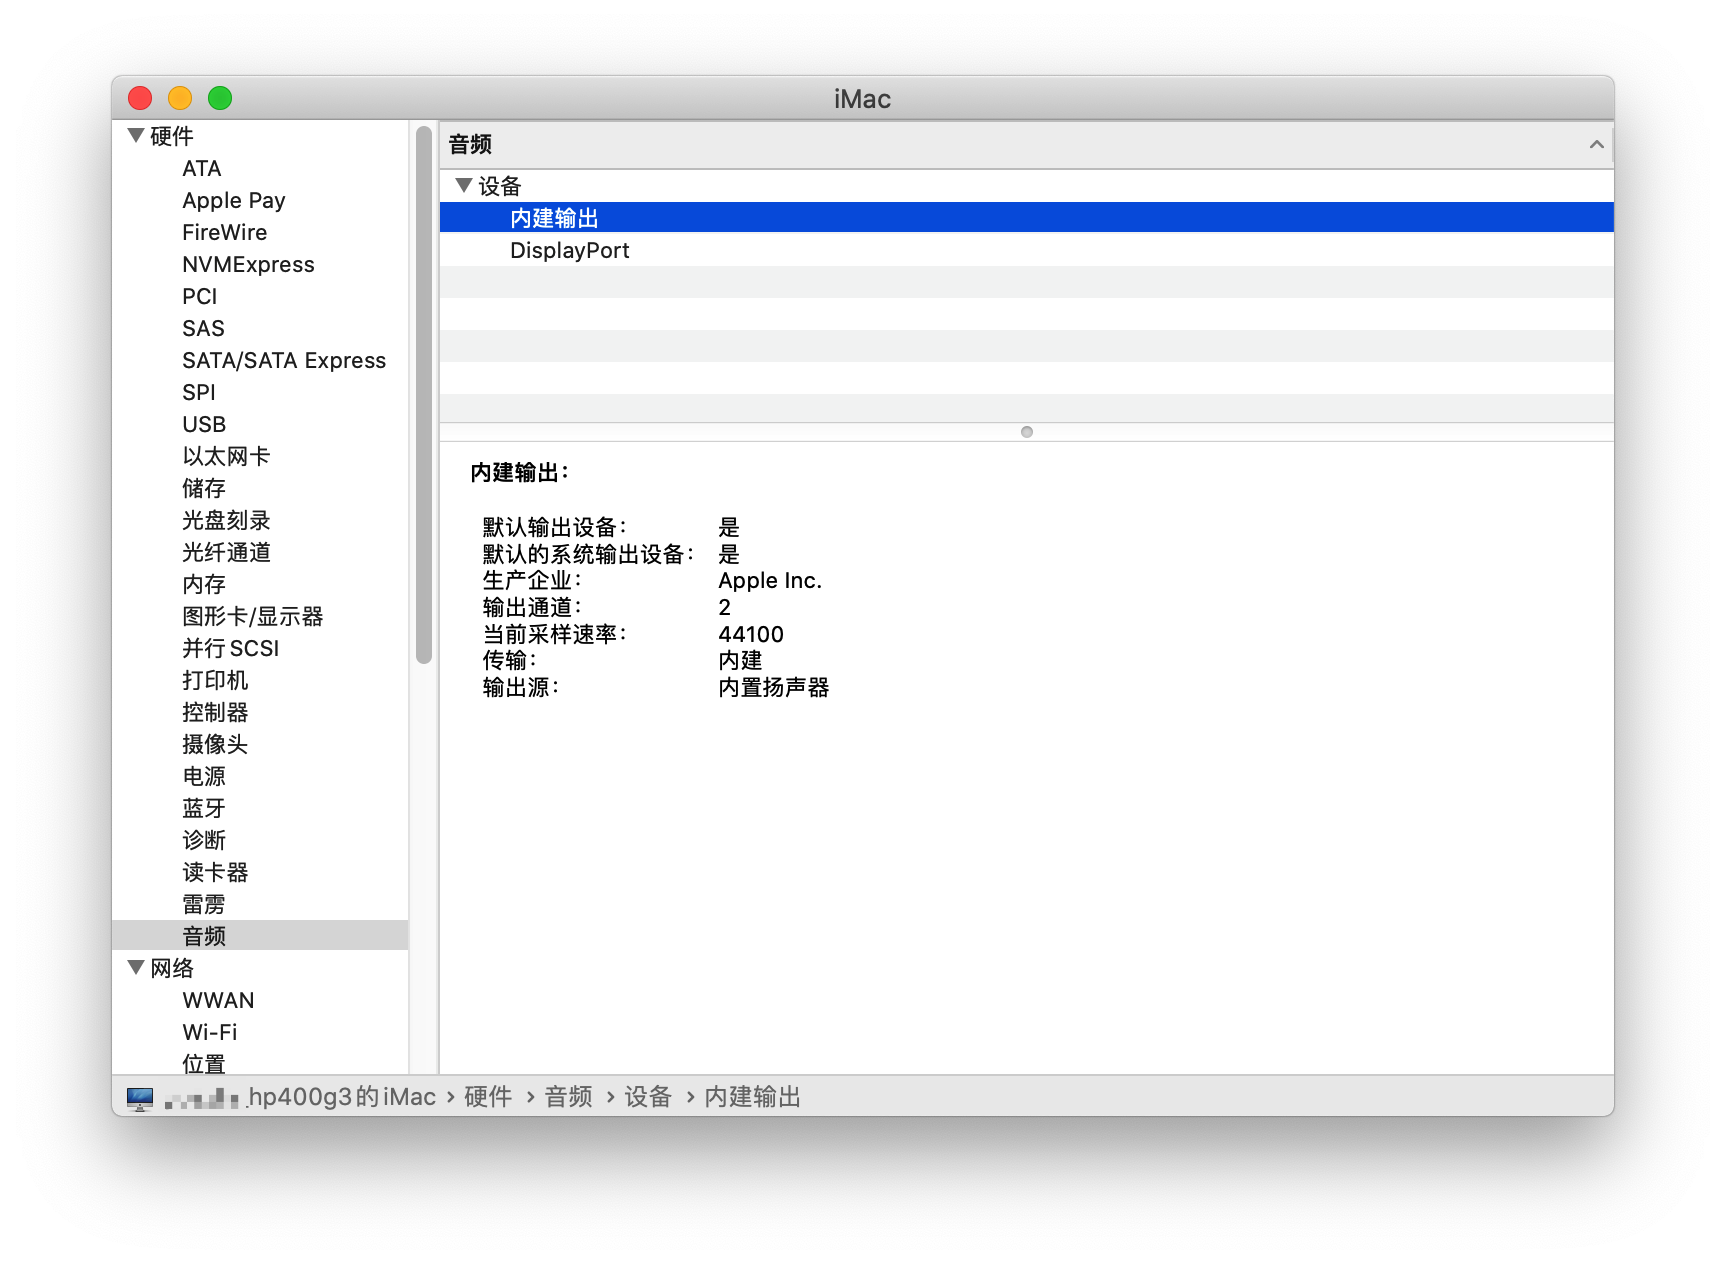 iMac
硬件
ATA
Apple Pay
FireWire
NVMExpress
PCI
SAS
SATA/SATA Express
SPI
USB
以太网卡
储存
光盘刻录
光纤通道
内存
图形卡/显示器
并行 SCSI
打印机
控制器
摄像头
电源
蓝牙
诊断
读卡器
雷雳
音频
网络
WWAN
Wi-Fi
位置
音频
设备
内建输出
DisplayPort
内建输出：
默认输出设备： 是
默认的系统输出设备： 是
生产企业： Apple Inc.
输出通道： 2
当前采样速率： 44100
传输： 内建
输出源： 内置扬声器
hp400g3的 iMac › 硬件 › 音频 › 设备 › 内建输出